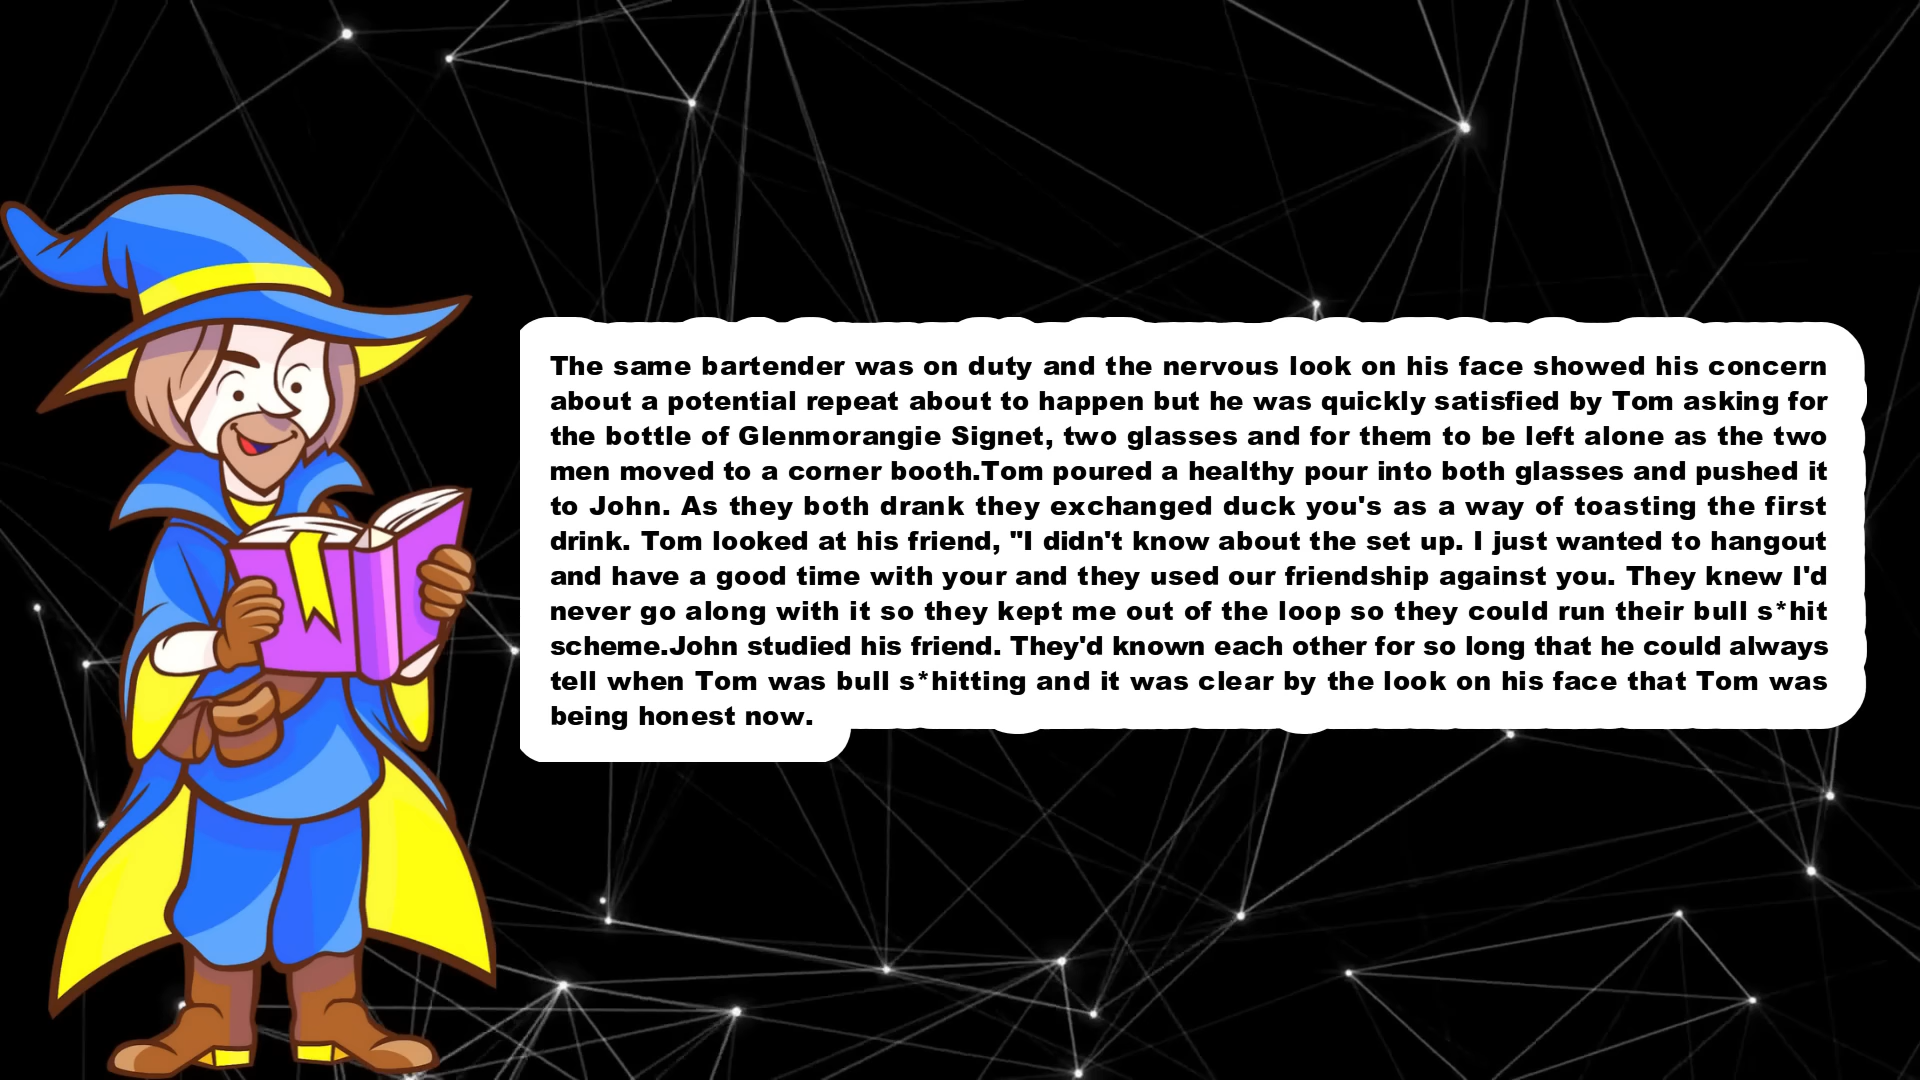 The same bartender was on duty and the nervous look on his face showed his concern
about a potential repeat about to happen but he was quickly satisfied by Tom asking for
the bottle of Glenmorangie Signet, two glasses and for them to be left alone as the two
men moved to a corner booth.Tom poured a healthy pour into both glasses and pushed it
to John. As they both drank they exchanged duck you's as a way of toasting the first
drink. Tom looked at his friend, "I didn't know about the set up. I just wanted to hangout
and have a good time with your and they used our friendship against you. They knew I'd
never go along with it so they kept me out of the loop so they could run their bull s*hit
scheme.John studied his friend. They'd known each other for so long that he could always
tell when Tom was bull s*hitting and it was clear by the look on his face that Tom was
being honest now.